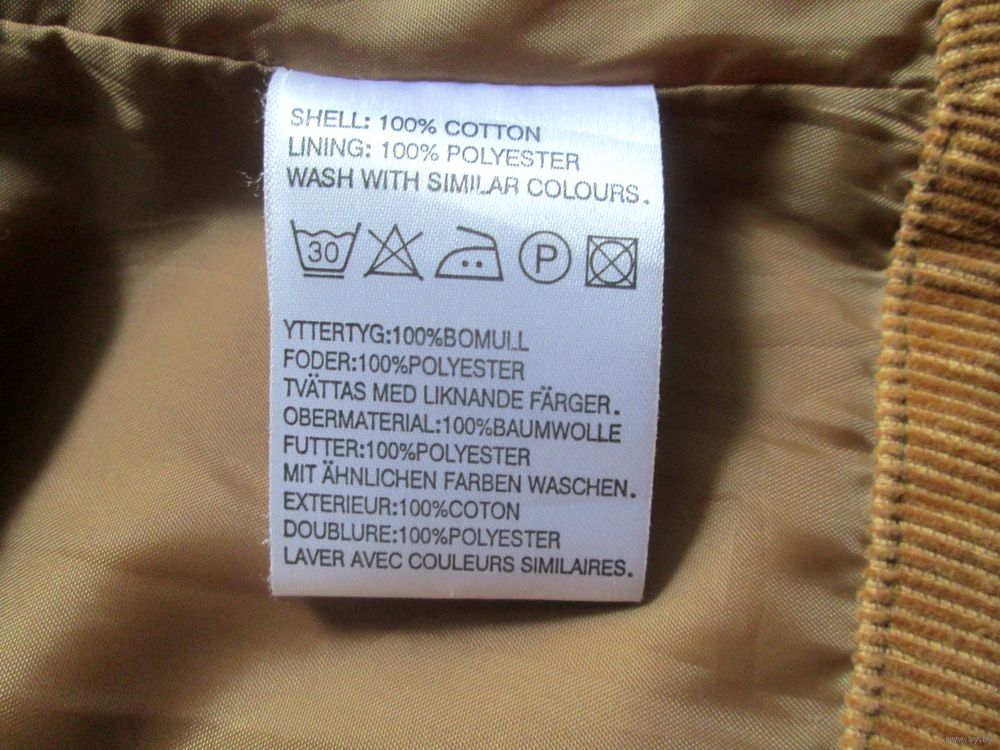 SHELL: 100% COTTON
LINING: 100% POLYESTER
WASH WITH SIMILAR COLOURS.
30 P
YTTERTYG:100%BOMULL
FODER:100%POLYESTER
TVÄTTAS MED LIKNANDE FÄRGER.
OBERMATERIAL:100%BAUMWOLLE
FUTTER:100%POLYESTER
MIT ÄHNLICHEN FARBEN WASCHEN.
EXTERIEUR:100%COTON
DOUBLURE:100%POLYESTER
LAVER AVEC COULEURS SIMILAIRES.